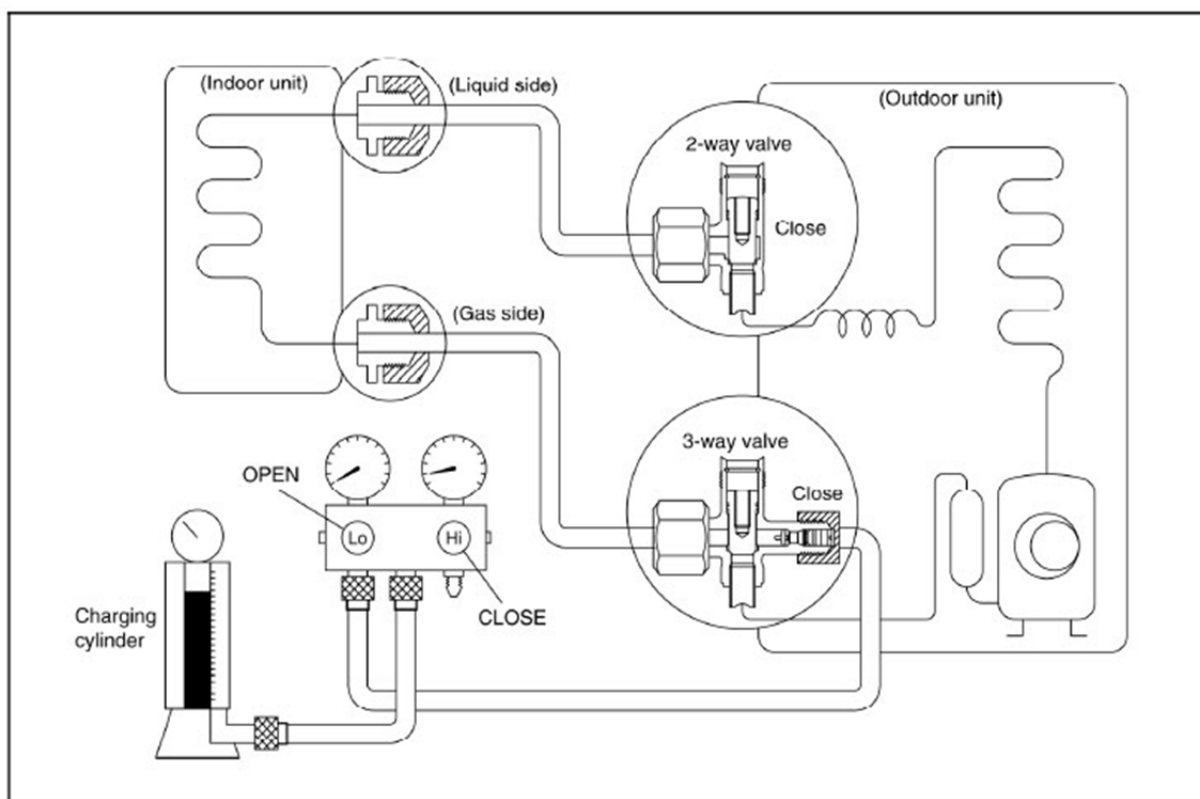 (Indoor unit)
(Liquid side)
(Outdoor unit)
2-way valve
Close
(Gas side)
3-way valve
Close
OPEN
Lo
Hi
CLOSE
Charging
cylinder